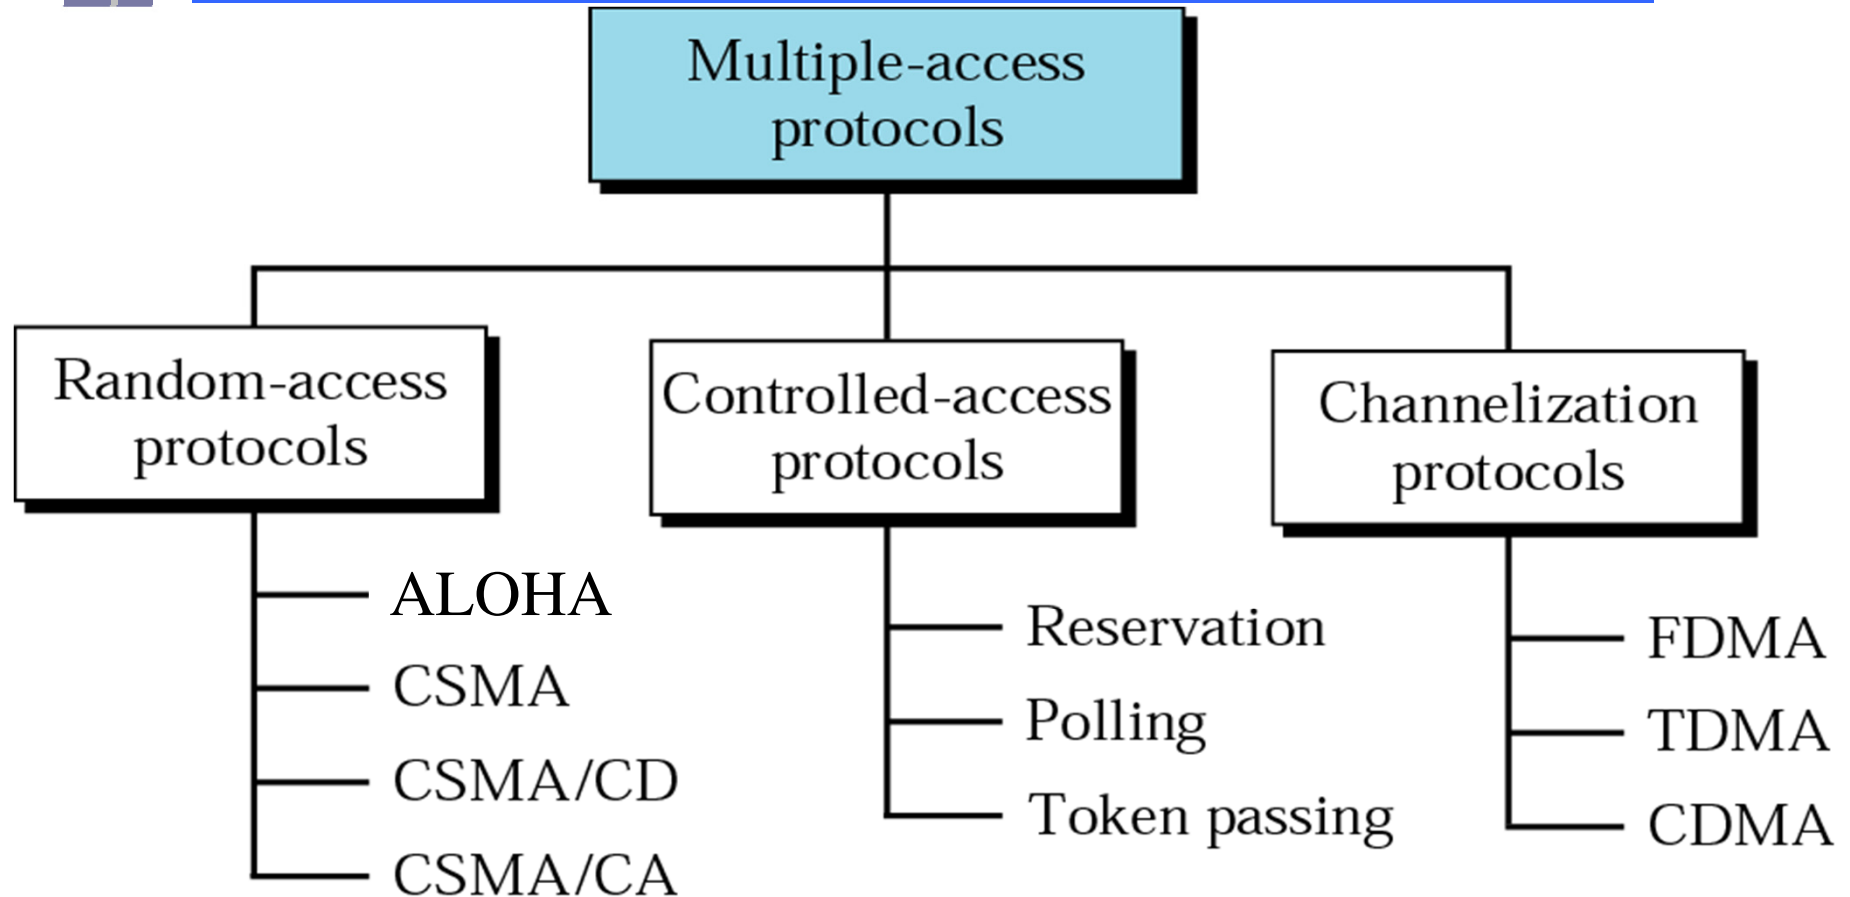 Multiple-access
protocols
Random-access
protocols
ALOHA
CSMA
CSMA/CD
CSMA/CA
Controlled-access
protocols
Reservation
Polling
Token passing
Channelization
protocols
FDMA
TDMA
CDMA